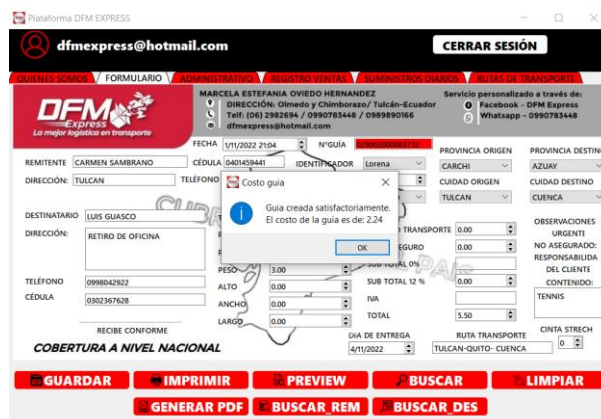 Plataforma DFM EXPRESS
dfmexpress@hotmail.com
CERRAR SESIÓN
QUIENES SOMOS
FORMULARIO
ADMINISTRATIVO
REGISTRO VENTAS
SUMINISTROS DIARIOS
RUTAS DE TRANSPORTE
DFM
Express
La mejor logística en transporte
MARCELA ESTEFANIA OVIEDO HERNANDEZ
DIRECCIÓN: Olmedo y Chimborazo/ Tulcán-Ecuador
Telf: (06) 2982694 / 0990783448 / 0989890166
dfmexpress@hotmail.com
Servicio personalizado a través de:
Facebook - DFM Express
Whatsapp - 0990783448
FECHA 1/11/2022 21:04 N°GUÍA
PROVINCIA ORIGEN PROVINCIA DESTINO
REMITENTE CARMEN SAMBRANO CÉDULA 0401459441 IDENTIFICADOR Lorena CARCHI AZUAY
DIRECCIÓN: TULCAN TELÉFONO
CUIDAD ORIGEN CUIDAD DESTINO
TULCAN CUENCA
Costo guia
Guia creada satisfactoriamente.
El costo de la guia es de: 2.24
OK
DESTINATARIO LUIS GUASCO
DIRECCIÓN: RETIRO DE OFICINA
TELÉFONO 0998042922
CÉDULA 0302367628
RECIBE CONFORME
COBERTURA A NIVEL NACIONAL
PESO 3.00
ALTO 0.00
ANCHO 0.00
LARGO 0.00
TRANSPORTE 0.00
SEGURO 0.00
SUB TOTAL 0%
SUB TOTAL 12 % 0.00
IVA
TOTAL 5.50
OBSERVACIONES
URGENTE
NO ASEGURADO:
RESPONSABILIDA
DEL CLIENTE
CONTENIDO:
TENNIS
DIA DE ENTREGA RUTA TRANSPORTE CINTA STRECH
4/11/2022 TULCAN-QUITO- CUENCA 0
GUARDAR
IMPRIMIR
PREVIEW
BUSCAR
LIMPIAR
GENERAR PDF
BUSCAR_REM
BUSCAR_DES